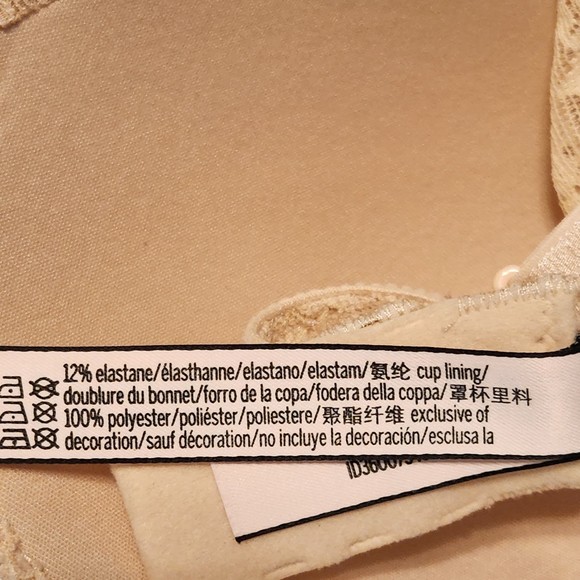 12% elastane/élasthanne/elastano/elastam/氨纶 cup lining/
doublure du bonnet/forro de la copa/fodera della coppa/罩杯里料
100% polyester/poliéster/poliestere/聚酯纤维 exclusive of
decoration/sauf décoration/no incluye la decoración/esclusa la